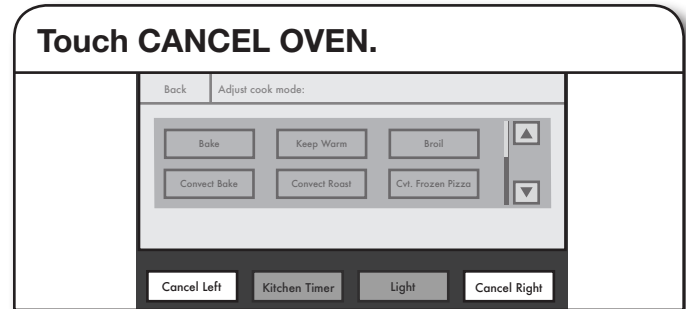 Touch CANCEL OVEN.
Back Adjust cook mode:
Bake Keep Warm Broil
Convect Bake Convect Roast Cvt. Frozen Pizza
Cancel Left Kitchen Timer Light Cancel Right